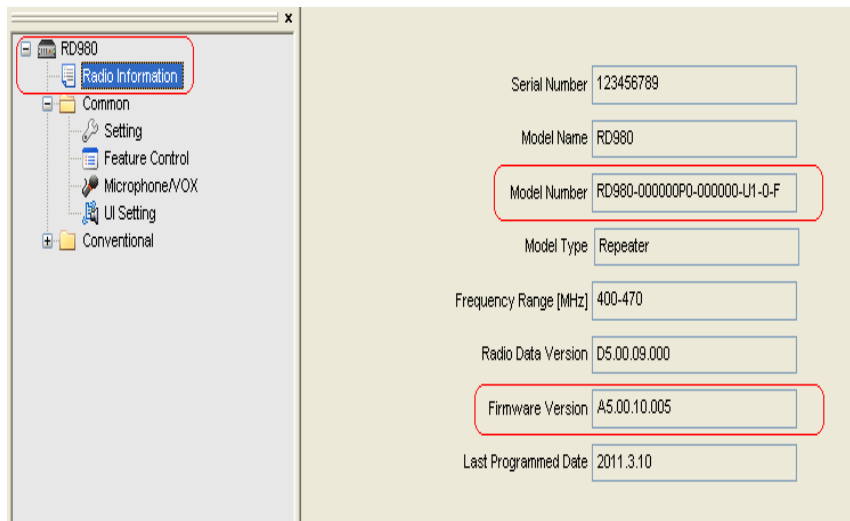 x
RD980
Radio Information
Common
Setting
Feature Control
Microphone/VOX
UI Setting
Conventional
Serial Number 123456789
Model Name RD980
Model Number RD980-000000P0-000000-U1-0-F
Model Type Repeater
Frequency Range [MHz] 400-470
Radio Data Version D5.00.09.000
Firmware Version A5.00.10.005
Last Programmed Date 2011.3.10